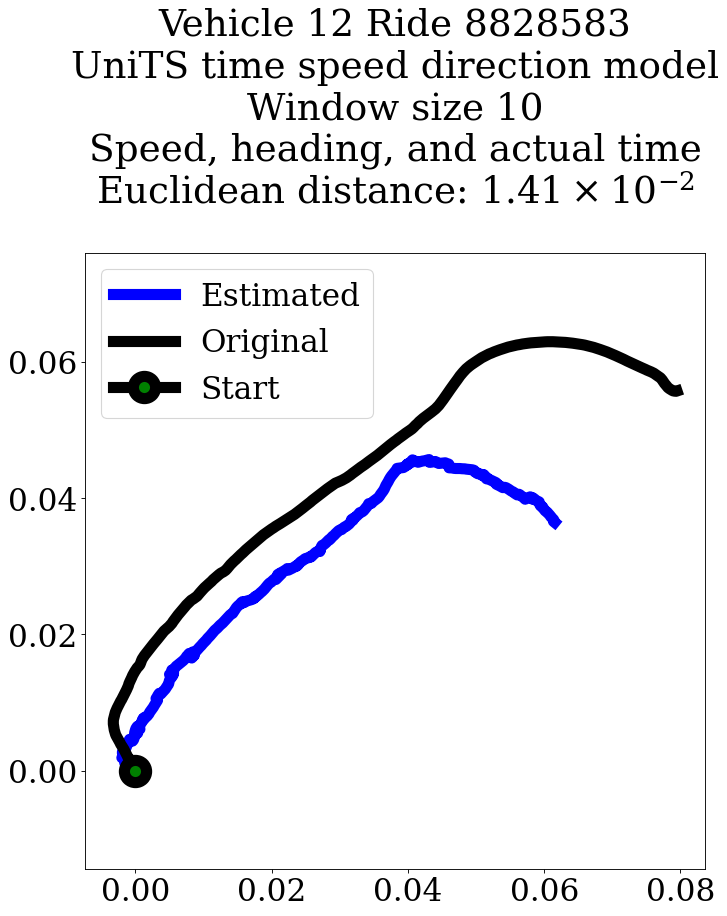 Vehicle 12 Ride 8828583
UniTS time speed direction model
Window size 10
Speed, heading, and actual time
Euclidean distance: 1.41 × 10⁻²
Estimated
Original
Start
0.06
0.04
0.02
0.00
0.00 0.02 0.04 0.06 0.08